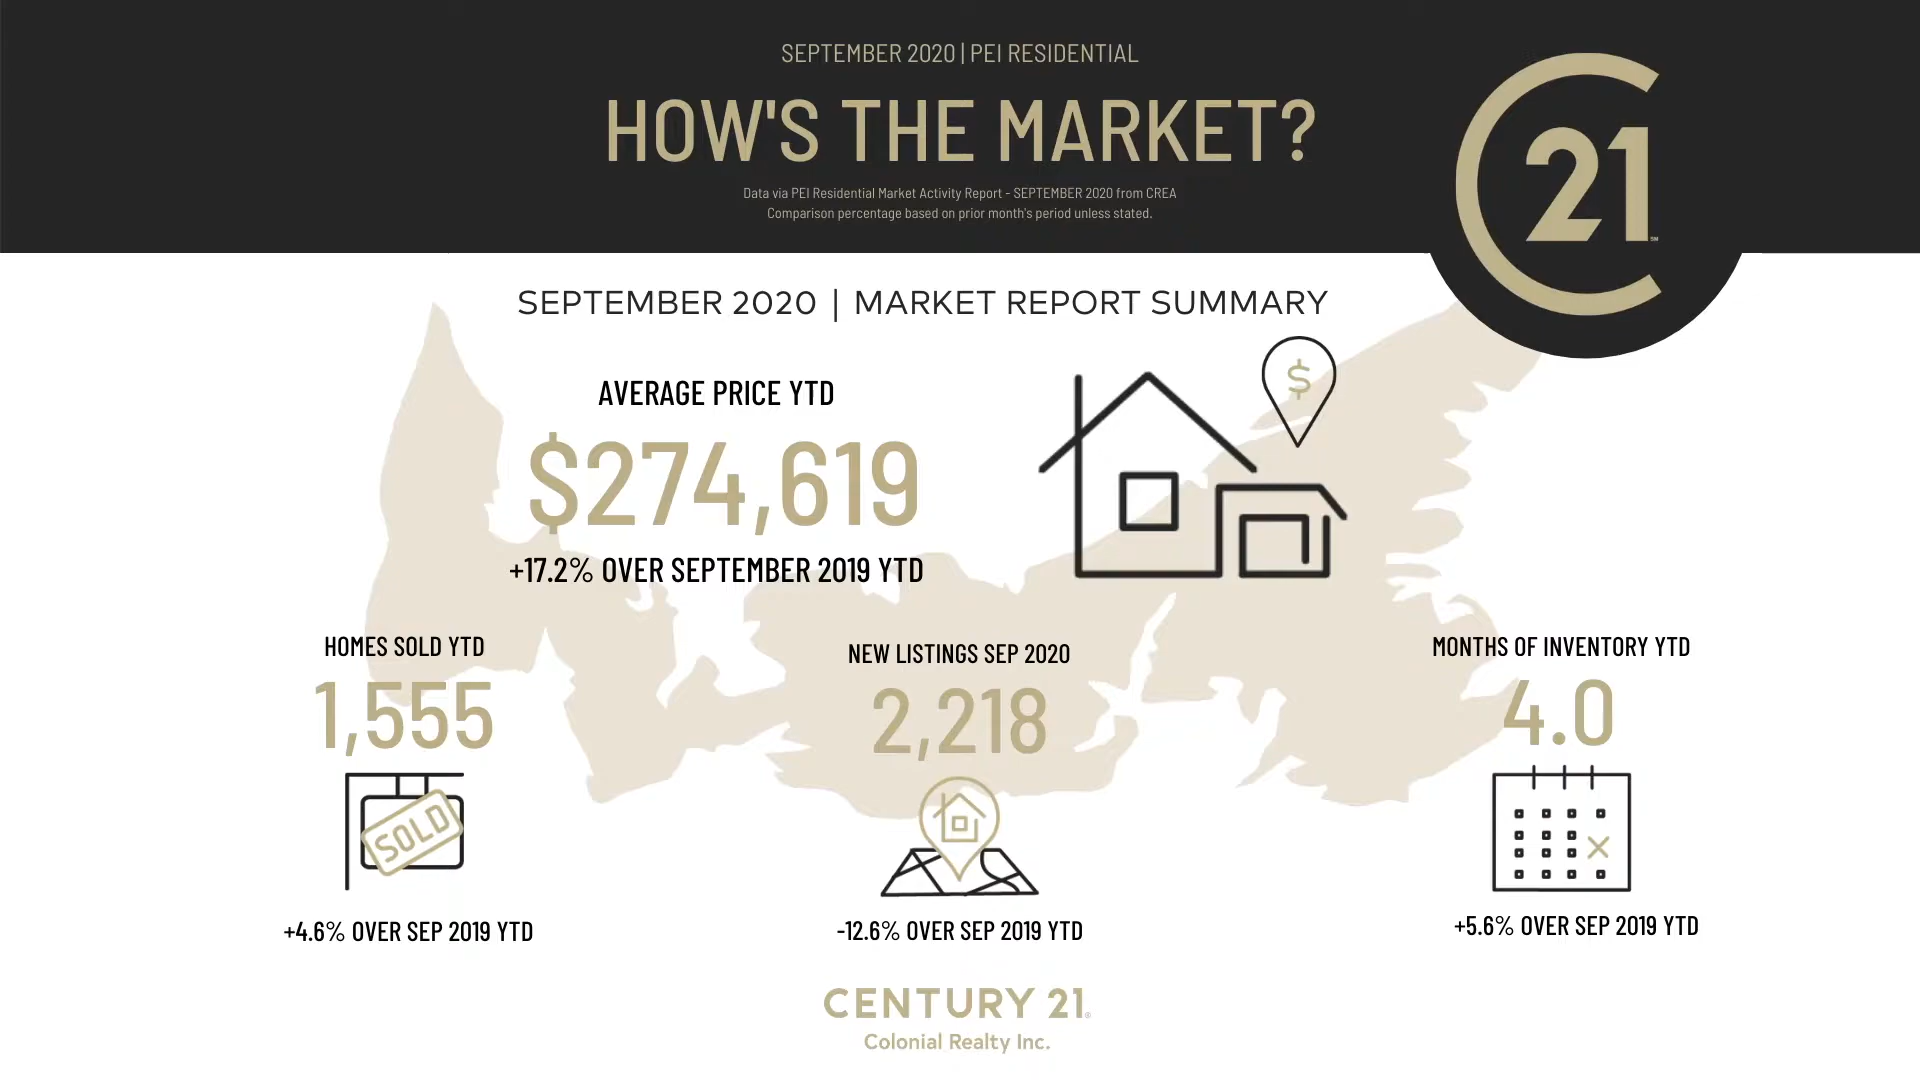 SEPTEMBER 2020 | PEI RESIDENTIAL
HOW'S THE MARKET?
Data via PEI Residential Market Activity Report - SEPTEMBER 2020 from CREA
Comparison percentage based on prior month's period unless stated.
C21 SM
SEPTEMBER 2020 | MARKET REPORT SUMMARY
AVERAGE PRICE YTD
$274,619
+17.2% OVER SEPTEMBER 2019 YTD
$
HOMES SOLD YTD
1,555
SOLD
+4.6% OVER SEP 2019 YTD
NEW LISTINGS SEP 2020
2,218
-12.6% OVER SEP 2019 YTD
MONTHS OF INVENTORY YTD
4.0
+5.6% OVER SEP 2019 YTD
CENTURY 21®
Colonial Realty Inc.